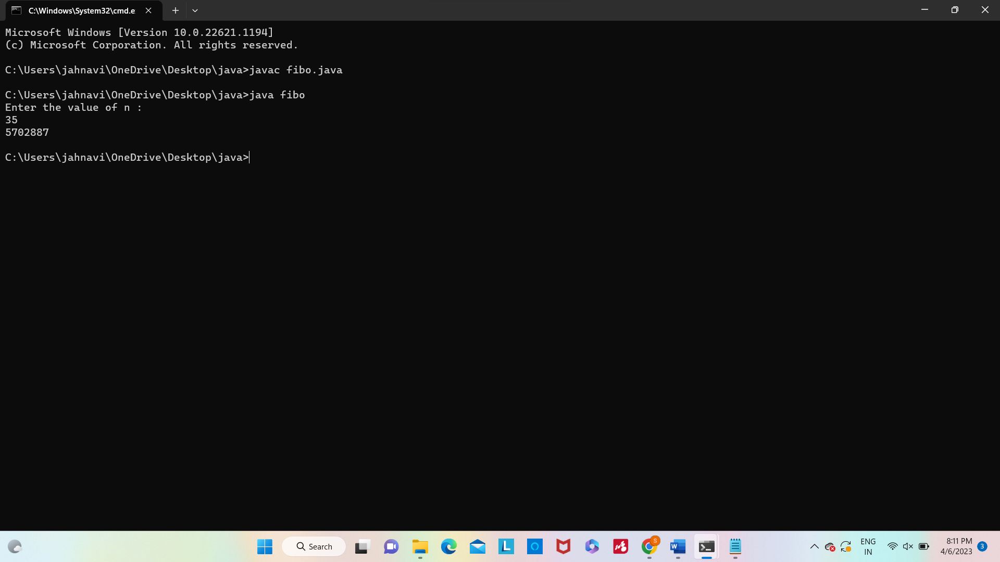 C:\Windows\System32\cmd.e
Microsoft Windows [Version 10.0.22621.1194]
(c) Microsoft Corporation. All rights reserved.
C:\Users\jahnavi\OneDrive\Desktop\java>javac fibo.java
C:\Users\jahnavi\OneDrive\Desktop\java>java fibo
Enter the value of n :
35
5702887
C:\Users\jahnavi\OneDrive\Desktop\java>
Search
L
S
W
ENG
IN
8:11 PM
4/6/2023
3